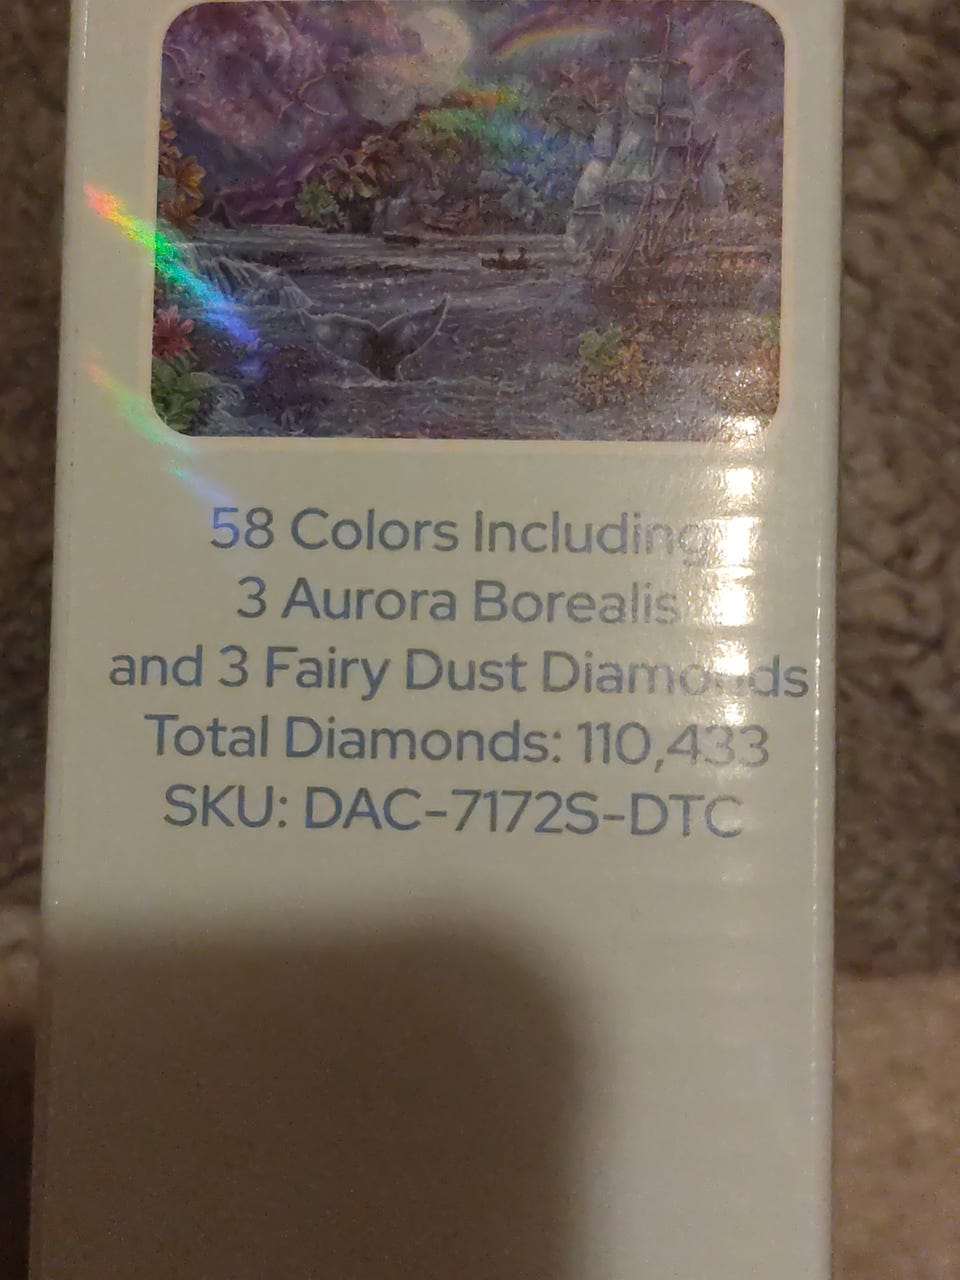 58 Colors Including
3 Aurora Borealis
and 3 Fairy Dust Diamonds
Total Diamonds: 110,433
SKU: DAC-7172S-DTC